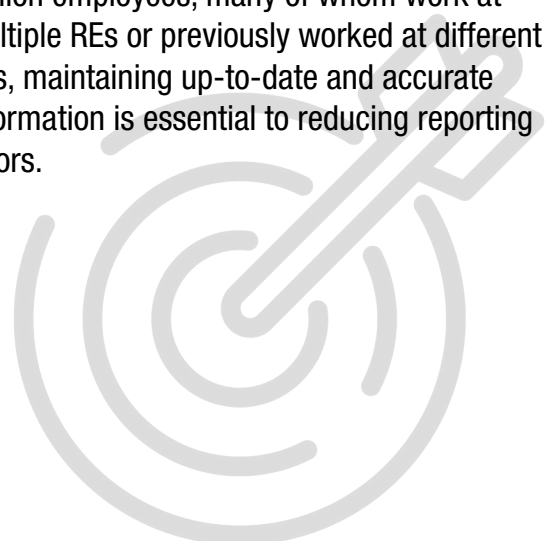 employees, many of whom work at
ltiple REs or previously worked at different
s, maintaining up-to-date and accurate
ormation is essential to reducing reporting
ors.